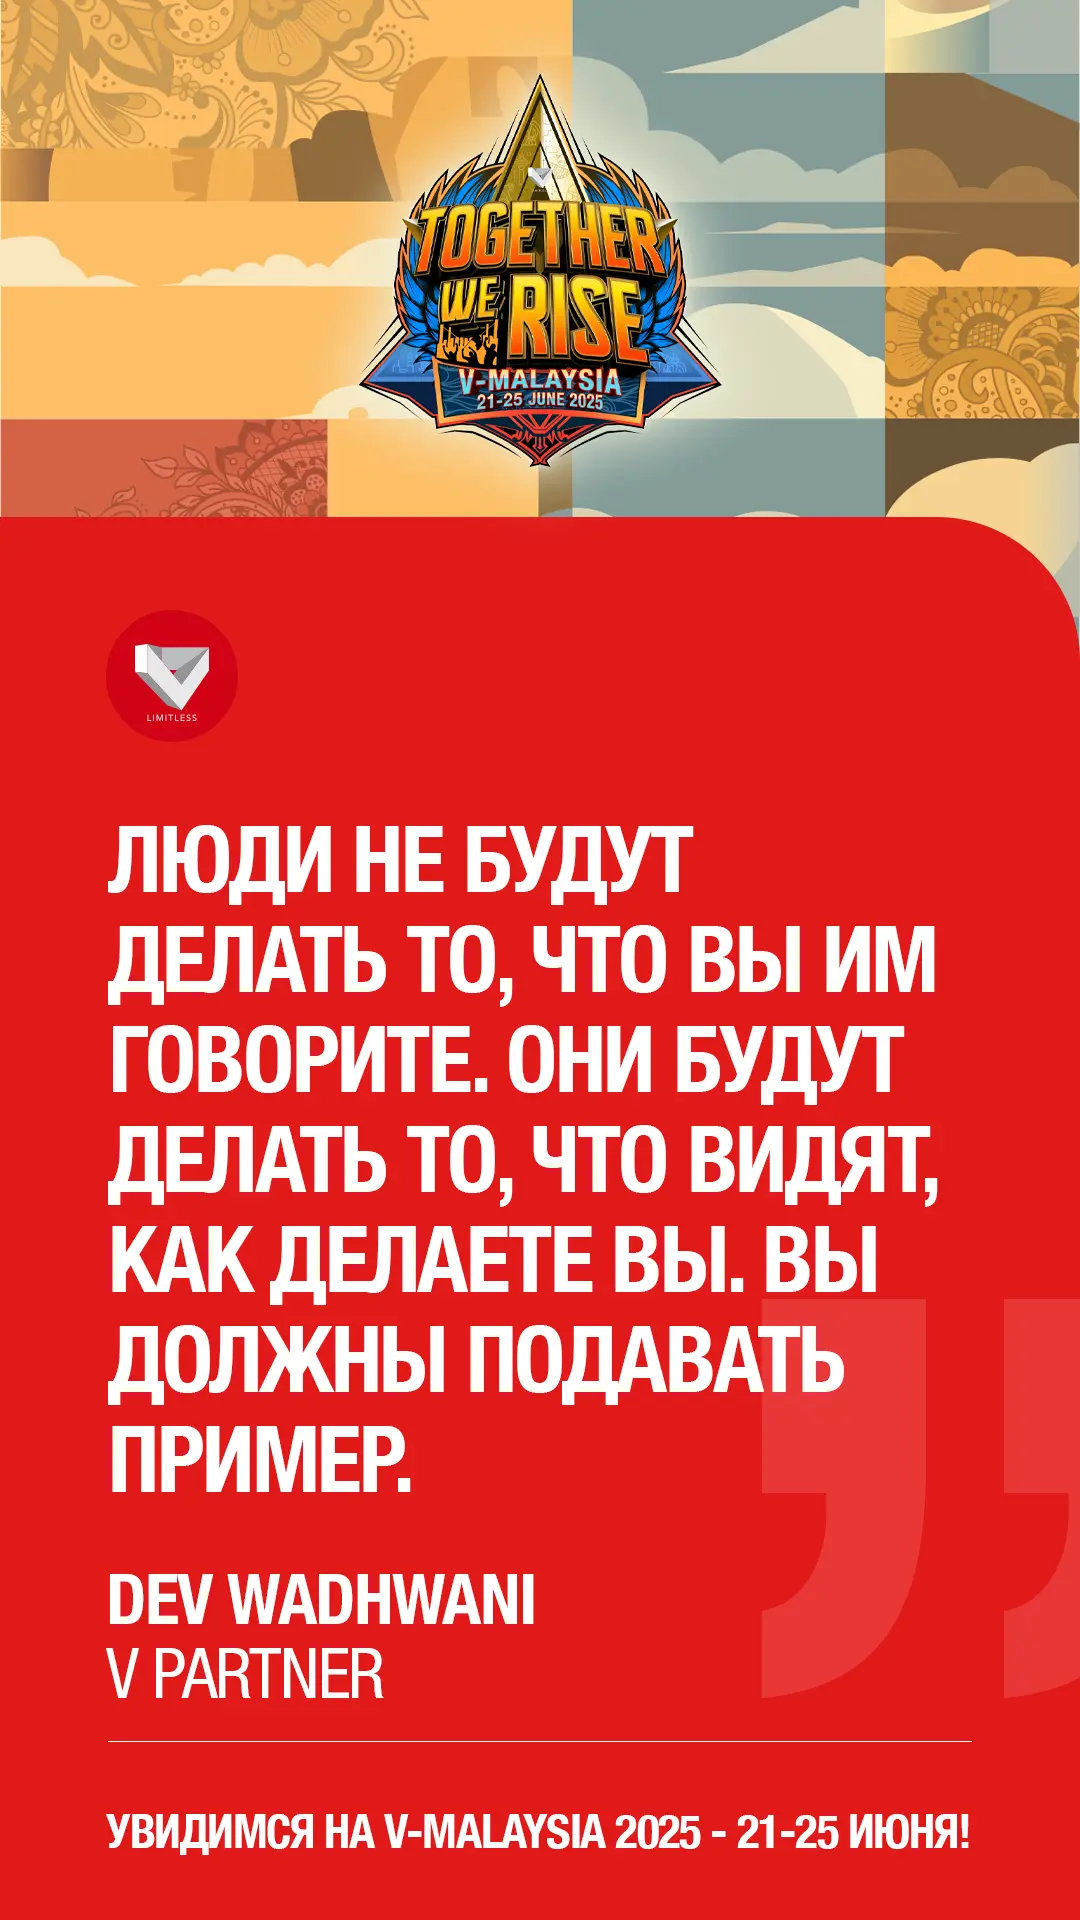 TOGETHER
WE RISE
V-MALAYSIA
21-25 JUNE 2025
LIMITLESS
ЛЮДИ НЕ БУДУТ
ДЕЛАТЬ ТО, ЧТО ВЫ ИМ
ГОВОРИТЕ. ОНИ БУДУТ
ДЕЛАТЬ ТО, ЧТО ВИДЯТ,
КАК ДЕЛАЕТЕ ВЫ. ВЫ
ДОЛЖНЫ ПОДАВАТЬ
ПРИМЕР.
DEV WADHWANI
V PARTNER
УВИДИМСЯ НА V-MALAYSIA 2025 - 21-25 ИЮНЯ!